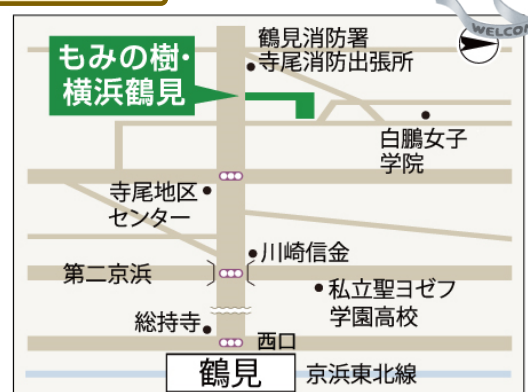 WELCOM
鶴見消防署
寺尾消防出張所
もみの樹・
横浜鶴見
白鵬女子
学院
寺尾地区
センター
川崎信金
第二京浜
私立聖ヨゼフ
学園高校
総持寺
西口
鶴見
京浜東北線